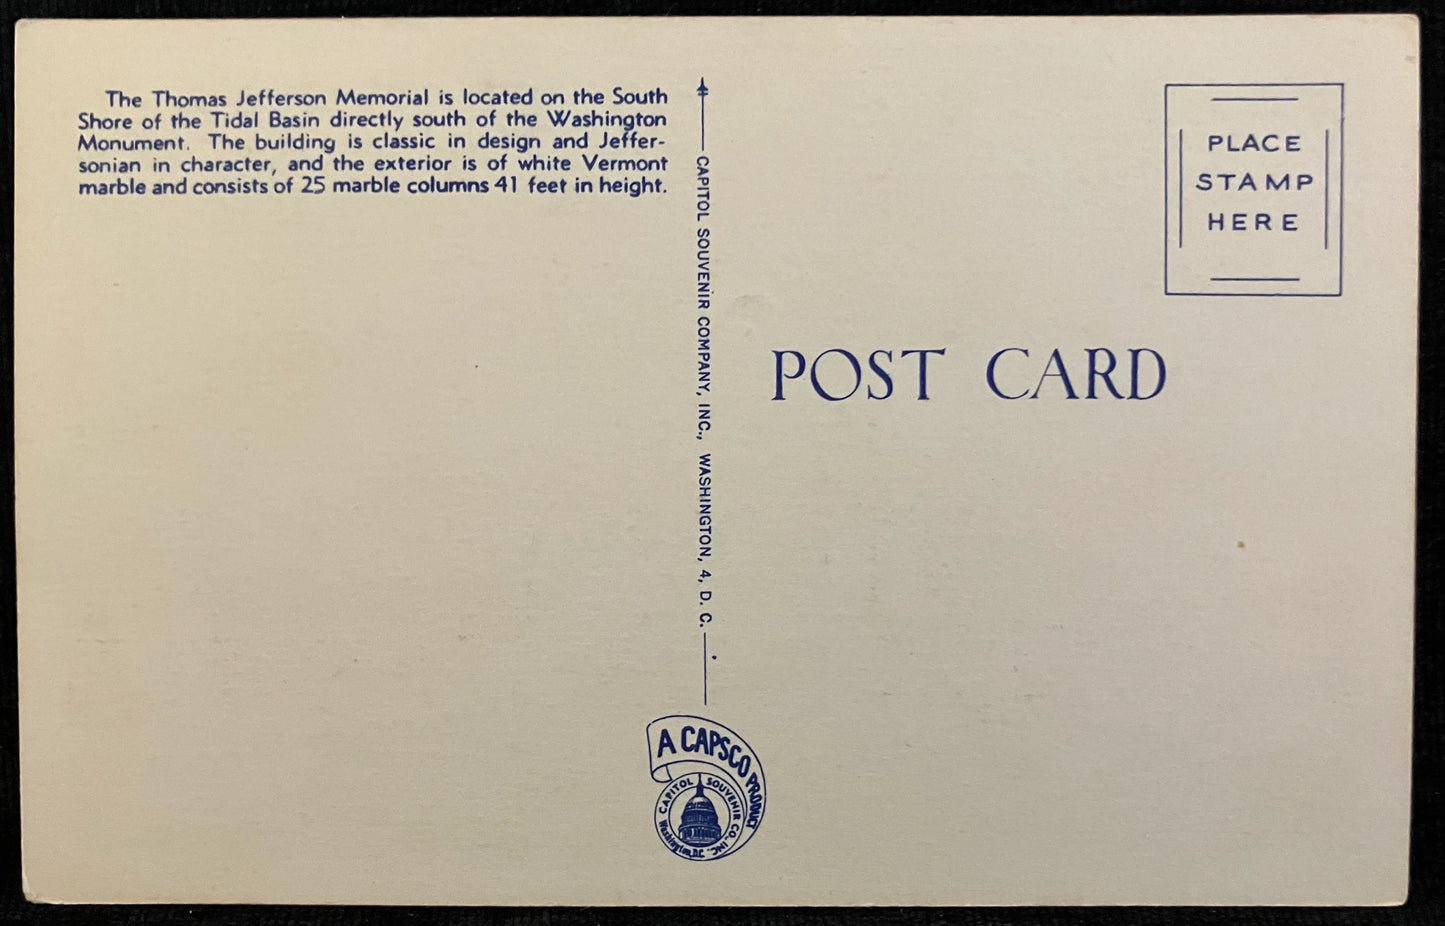 The Thomas Jefferson Memorial is located on the South
Shore of the Tidal Basin directly south of the Washington
Monument. The building is classic in design and Jeffer-
sonian in character, and the exterior is of white Vermont
marble and consists of 25 marble columns 41 feet in height.
CAPITOL SOUVENIR COMPANY, INC., WASHINGTON, 4, D. C.
PLACE
STAMP
HERE
POST CARD
A CAPSCO PRODUCT
CAPITOL SOUVENIR CO., INC.
Washington, D.C.